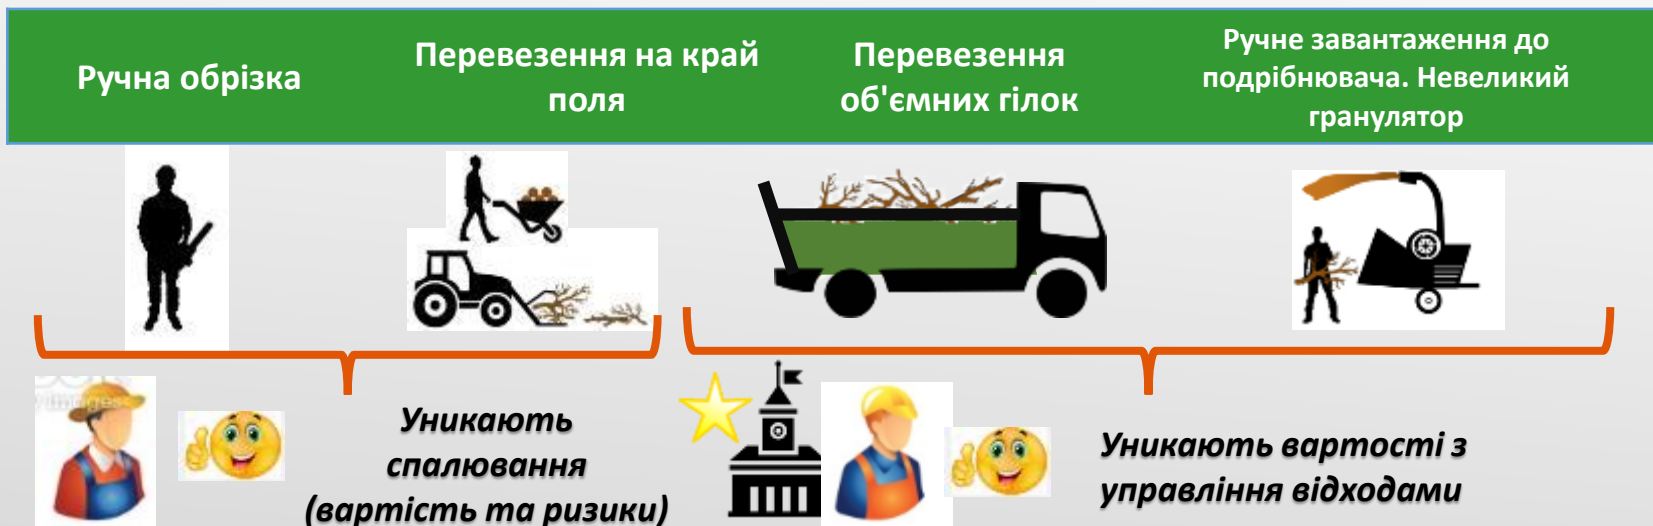 Ручна обрізка
Перевезення на край
поля
Перевезення
об'ємних гілок
Ручне завантаження до
подрібнювача. Невеликий
гранулятор
Уникають
спалювання
(вартість та ризики)
Уникають вартості з
управління відходами